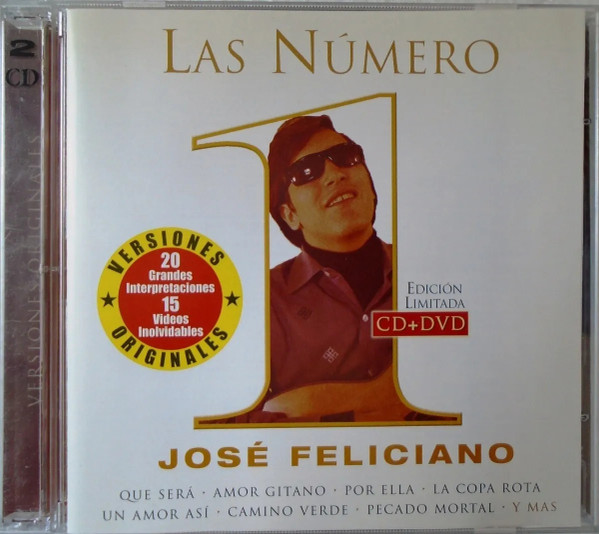 2
CD
VERSIONES ORIGINALES
LAS NÚMERO
1
VERSIONES
20
Grandes
Interpretaciones
15
Videos
Inolvidables
ORIGINALES
EDICIÓN
LIMITADA
CD+DVD
JOSÉ FELICIANO
QUE SERÁ · AMOR GITANO · POR ELLA · LA COPA ROTA
UN AMOR ASÍ · CAMINO VERDE · PECADO MORTAL · Y MAS